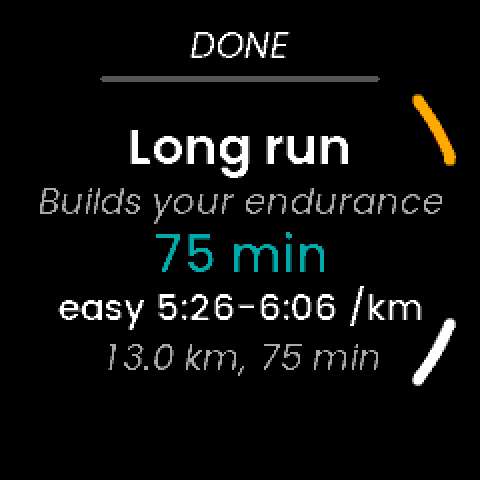 DONE
Long run
Builds your endurance
75 min
easy 5:26-6:06 /km
13.0 km, 75 min